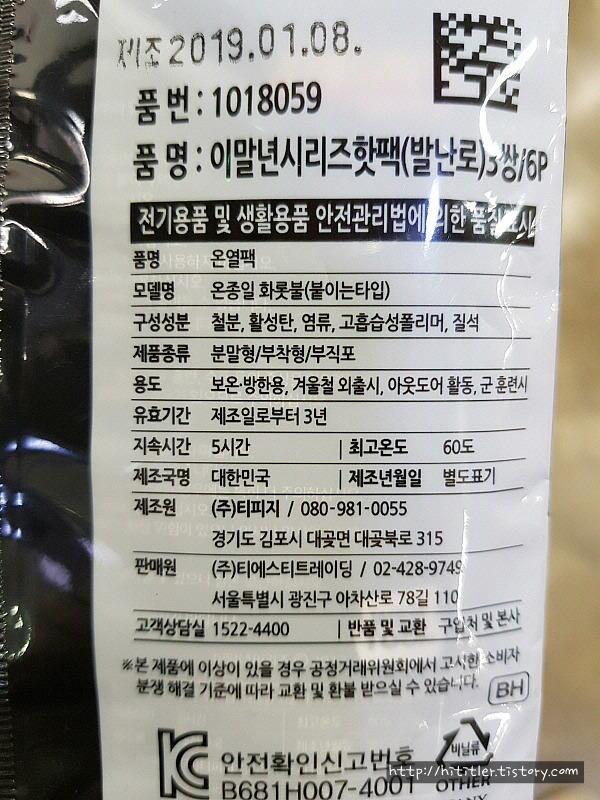 제조 2019.01.08.
품 번 : 1018059
품 명 : 이말년시리즈핫팩(발난로)3쌍/6P
전기용품 및 생활용품 안전관리법에 의한 품질표시
품명 온열팩
모델명 온종일 화롯불(붙이는타입)
구성성분 철분, 활성탄, 염류, 고흡습성폴리머, 질석
제품종류 분말형/부착형/부직포
용도 보온·방한용, 겨울철 외출시, 아웃도어 활동, 군 훈련시
유효기간 제조일로부터 3년
지속시간 5시간 | 최고온도 60도
제조국명 대한민국 | 제조년월일 별도표기
제조원 (주)티피지 / 080-981-0055
경기도 김포시 대곶면 대곶북로 315
판매원 (주)티에스티트레이딩 / 02-428-9749
서울특별시 광진구 아차산로 78길 110
고객상담실 1522-4400 | 반품 및 교환 구입처 및 본사
※본 제품에 이상이 있을 경우 공정거래위원회에서 고시한 소비자
분쟁 해결 기준에 따라 교환 및 환불 받으실 수 있습니다.
BH
안전확인신고번호
B681H007-4001
비닐류
OTHER
http://hititler.tistory.com